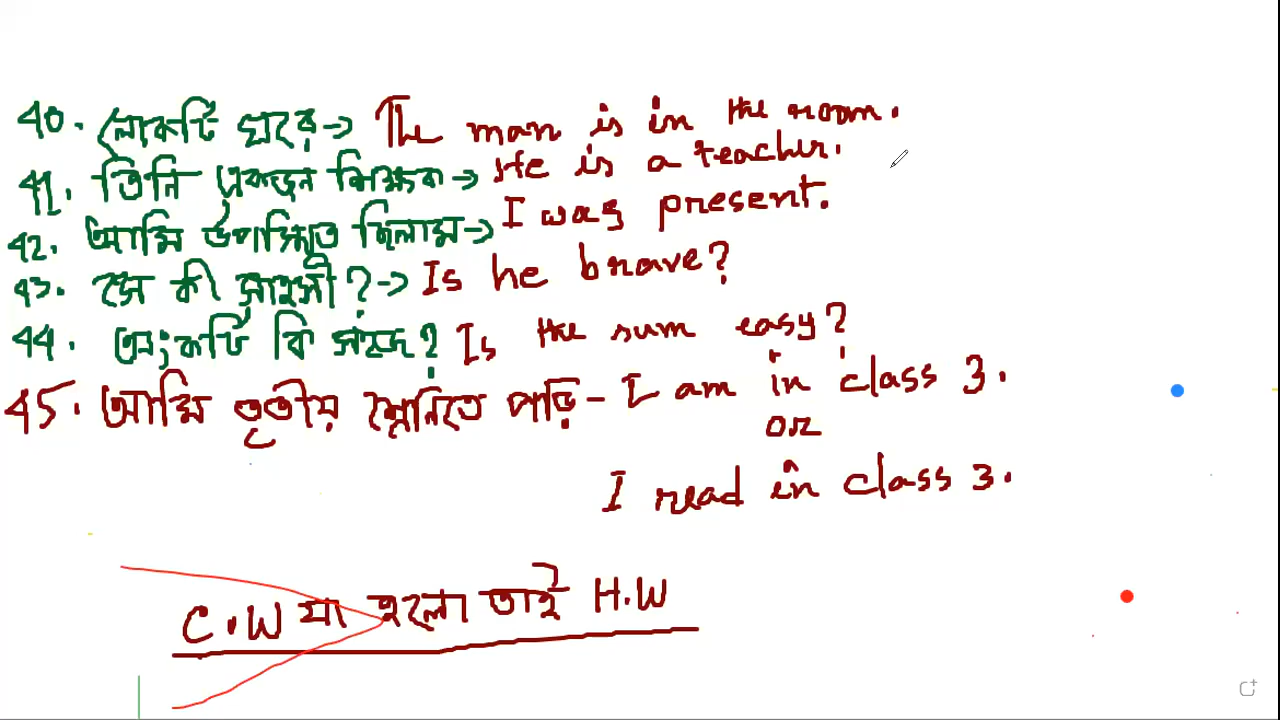 40. লোকটি ঘরে-> The man is in the room.
41. তিনি একজন শিক্ষক-> He is a teacher.
42. আমি উপস্থিত ছিলাম-> I was present.
43. সে কী সাহসী?-> Is he brave?
44. অংকটি কি সহজ? Is the sum easy?
45. আমি তৃতীয় শ্রেনিতে পড়ি- I am in class 3.
or
I read in class 3.
C.W যা হলো তাই H.W